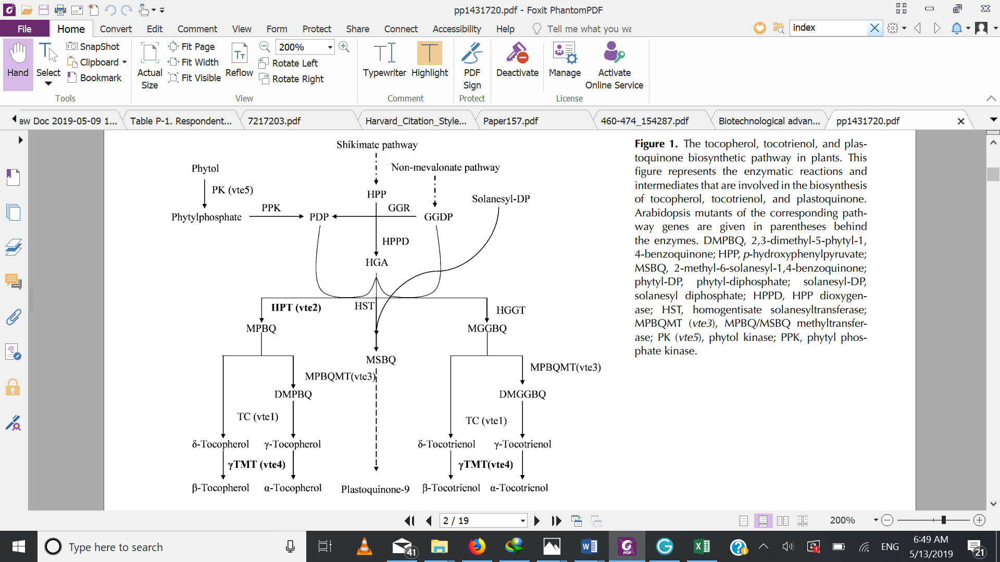 pp1431720.pdf - Foxit PhantomPDF
File Home Convert Edit Comment View Form Protect Share Connect Accessibility Help Tell me what you wa index
Hand
Select
SnapShot
Clipboard
Bookmark
Tools
Actual
Size
Fit Page
Fit Width
Fit Visible
Reflow
200%
Rotate Left
Rotate Right
View
Typewriter
Highlight
Comment
PDF
Sign
Protect
Deactivate
Manage
Activate
Online Service
License
ew Doc 2019-05-09 1... Table P-1. Respondent... 7217203.pdf Harvard_Citation_Style... Paper157.pdf 460-474_154287.pdf Biotechnological advan... pp1431720.pdf
Shikimate pathway
Phytol
Non-mevalonate pathway
PK (vte5)
HPP
Solanesyl-DP
PPK
GGR
Phytylphosphate
PDP
GGDP
HPPD
HGA
HPT (vte2)
HST
HGGT
MPBQ
MGGBQ
MSBQ
MPBQMT(vte3)
MPBQMT(vte3)
DMPBQ
DMGGBQ
TC (vte1)
TC (vte1)
δ-Tocopherol
γ-Tocopherol
δ-Tocotrienol
γ-Tocotrienol
γTMT (vte4)
γTMT(vte4)
β-Tocopherol
α-Tocopherol
Plastoquinone-9
β-Tocotrienol
α-Tocotrienol
Figure 1. The tocopherol, tocotrienol, and plas-
toquinone biosynthetic pathway in plants. This
figure represents the enzymatic reactions and
intermediates that are involved in the biosynthesis
of tocopherol, tocotrienol, and plastoquinone.
Arabidopsis mutants of the corresponding path-
way genes are given in parentheses behind
the enzymes. DMPBQ, 2,3-dimethyl-5-phytyl-1,
4-benzoquinone; HPP, p-hydroxyphenylpyruvate;
MSBQ, 2-methyl-6-solanesyl-1,4-benzoquinone;
phytyl-DP, phytyl-diphosphate; solanesyl-DP,
solanesyl diphosphate; HPPD, HPP dioxygen-
ase; HST, homogentisate solanesyltransferase;
MPBQMT (vte3), MPBQ/MSBQ methyltransfer-
ase; PK (vte5), phytol kinase; PPK, phytyl phos-
phate kinase.
2 / 19
200%
Type here to search
41
PDF
ENG
6:49 AM
5/13/2019
21